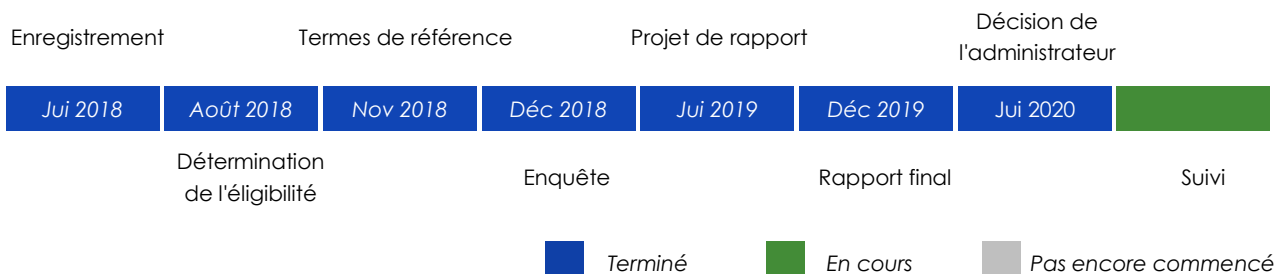 Enregistrement
Termes de référence
Projet de rapport
Décision de
l'administrateur
Jui 2018
Août 2018
Nov 2018
Déc 2018
Jui 2019
Déc 2019
Jui 2020
Détermination
de l'éligibilité
Enquête
Rapport final
Suivi
Terminé
En cours
Pas encore commencé